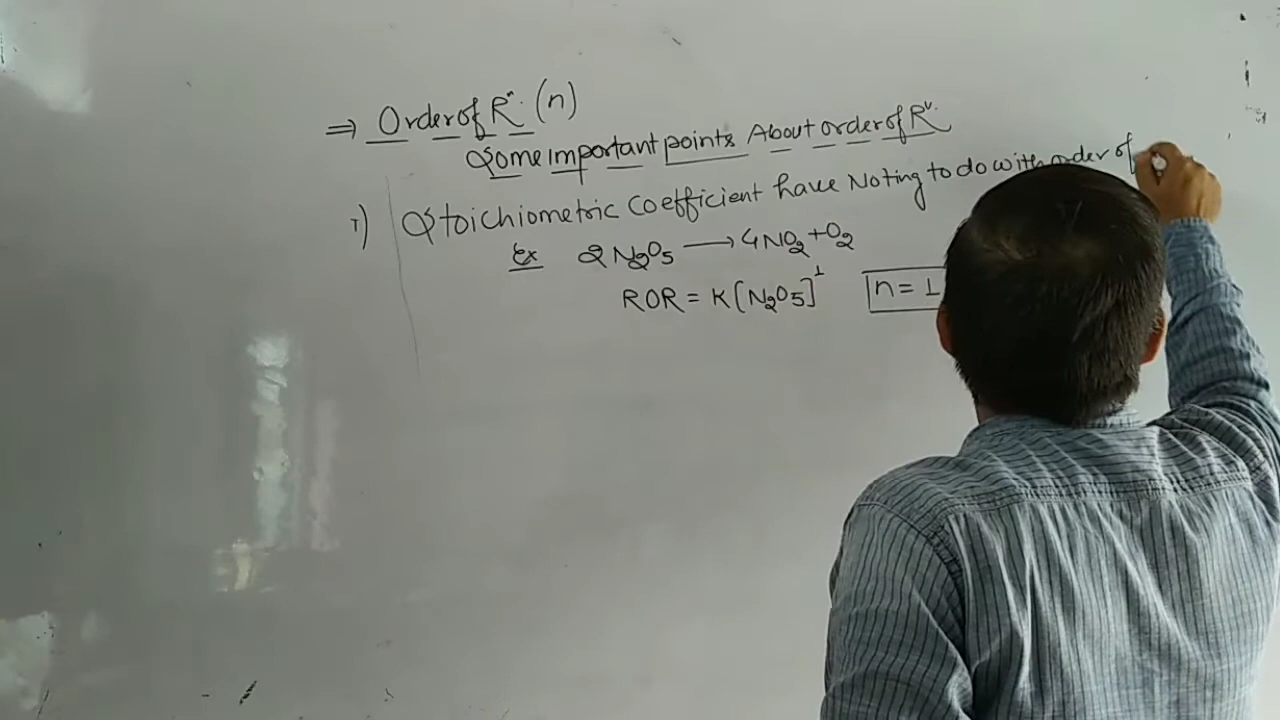 ⇒ Order of Rⁿ. (n)
Some Important points About order of Rⁿ.
1) Stoichiometric Coefficient have Noting to do with order of
Ex 2N₂O₅ → 4NO₂ + O₂
ROR = K[N₂O₅]¹ n = 1